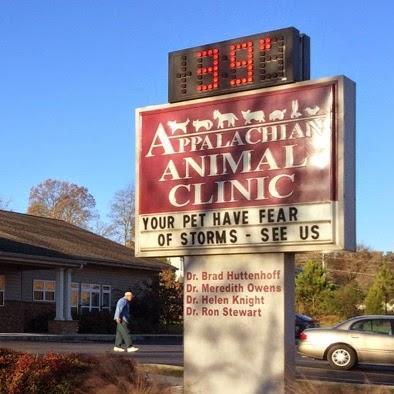 39°
APPALACHIAN
ANIMAL
CLINIC
YOUR PET HAVE FEAR
OF STORMS - SEE US
Dr. Brad Huttenhoff
Dr. Meredith Owens
Dr. Helen Knight
Dr. Ron Stewart